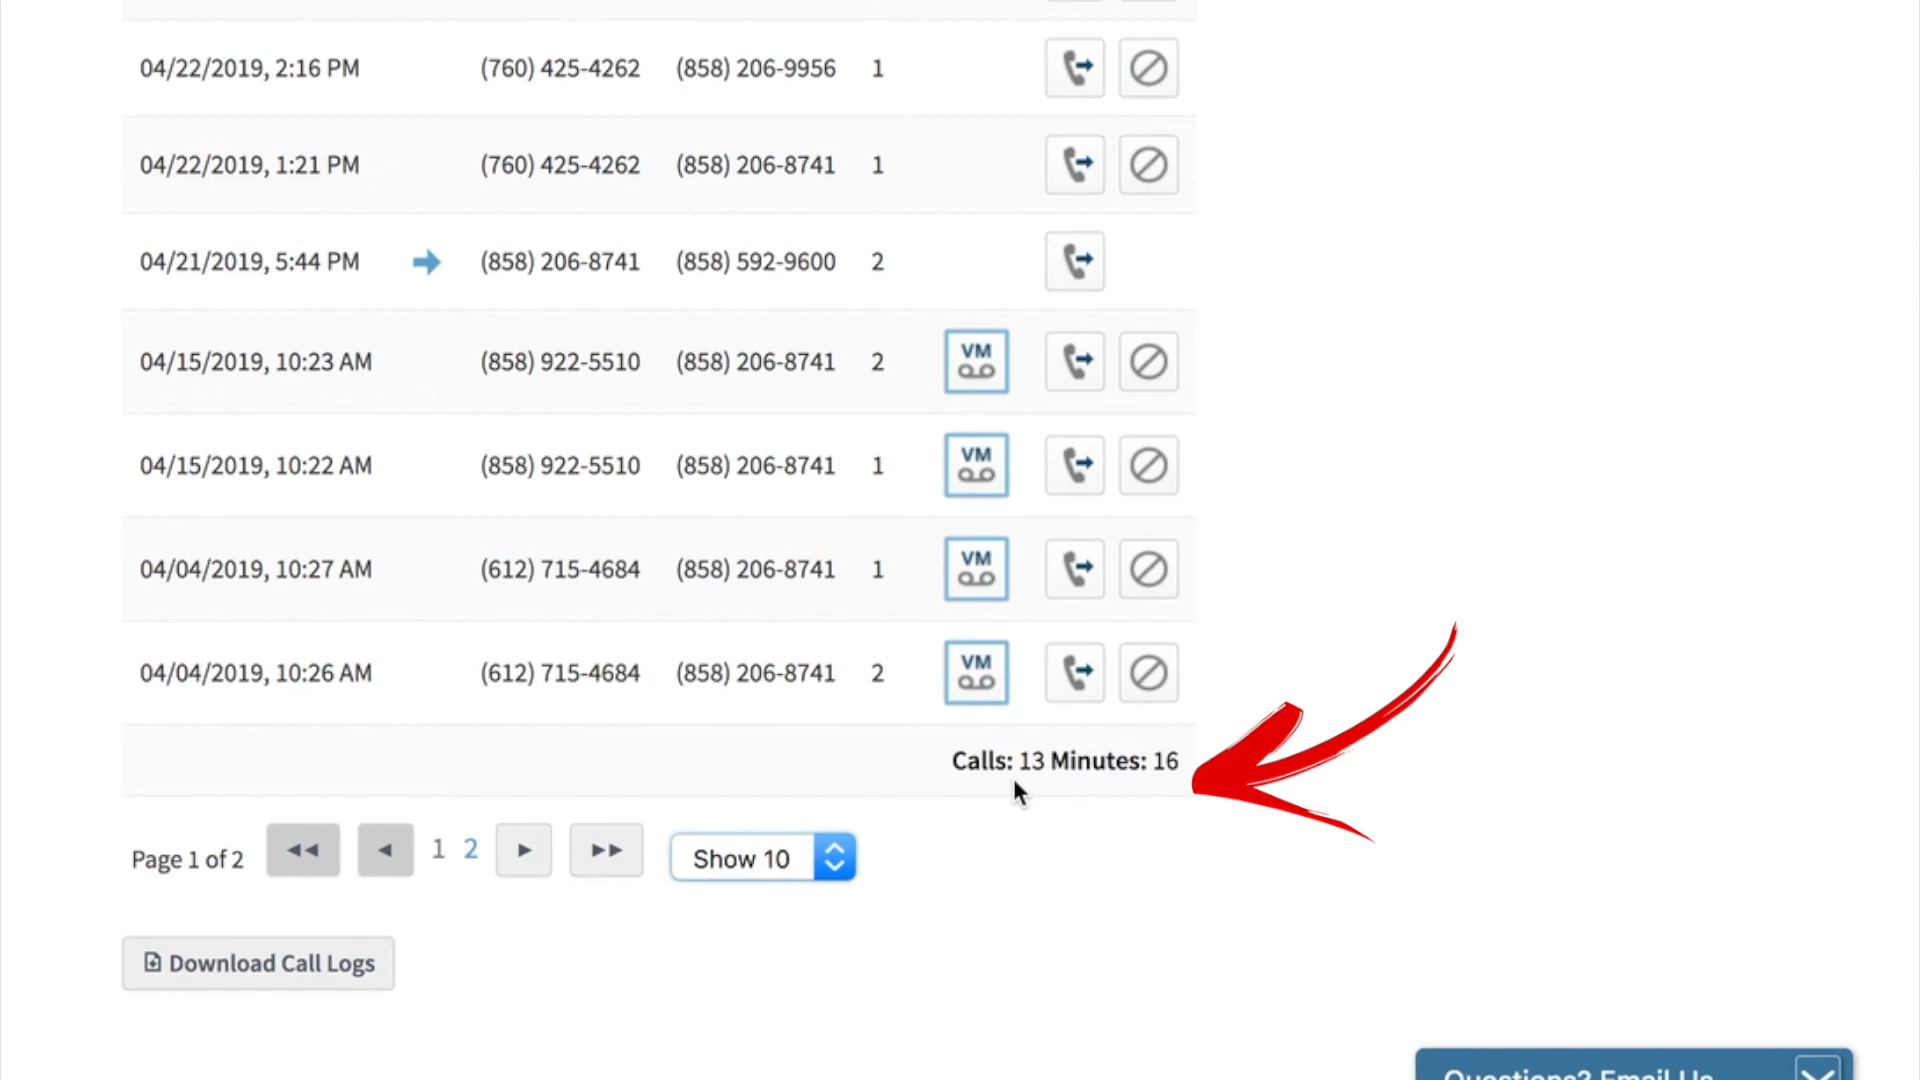 04/22/2019, 2:16 PM (760) 425-4262 (858) 206-9956 1
04/22/2019, 1:21 PM (760) 425-4262 (858) 206-8741 1
04/21/2019, 5:44 PM (858) 206-8741 (858) 592-9600 2
04/15/2019, 10:23 AM (858) 922-5510 (858) 206-8741 2 VM
04/15/2019, 10:22 AM (858) 922-5510 (858) 206-8741 1 VM
04/04/2019, 10:27 AM (612) 715-4684 (858) 206-8741 1 VM
04/04/2019, 10:26 AM (612) 715-4684 (858) 206-8741 2 VM
Calls: 13 Minutes: 16
Page 1 of 2 1 2 Show 10
Download Call Logs
Questions? Email Us